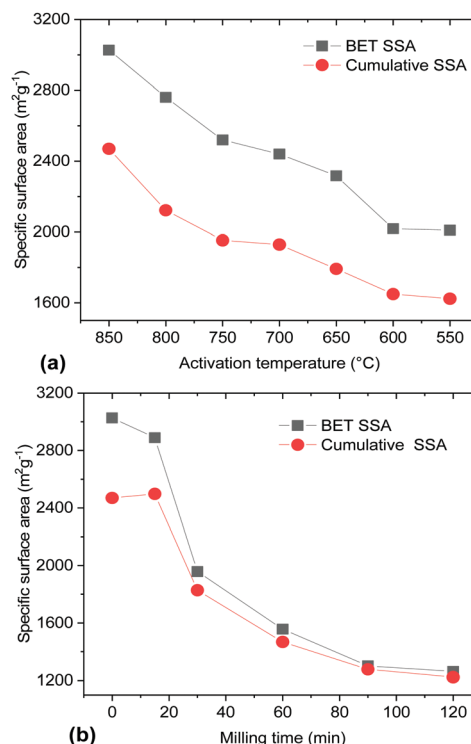 3200
2800
2400
2000
1600
Specific surface area (m²g⁻¹)
BET SSA
Cumulative SSA
850 800 750 700 650 600 550
(a)
Activation temperature (°C)
3200
2800
2400
2000
1600
1200
Specific surface area (m²g⁻¹)
BET SSA
Cumulative SSA
0 20 40 60 80 100 120
(b)
Milling time (min)